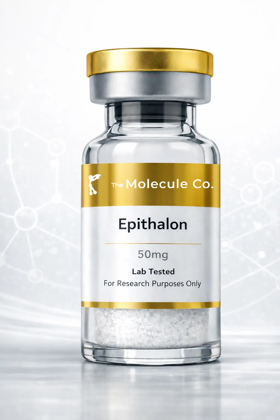 The Molecule Co.
Epithalon
50mg
Lab Tested
For Research Purposes Only